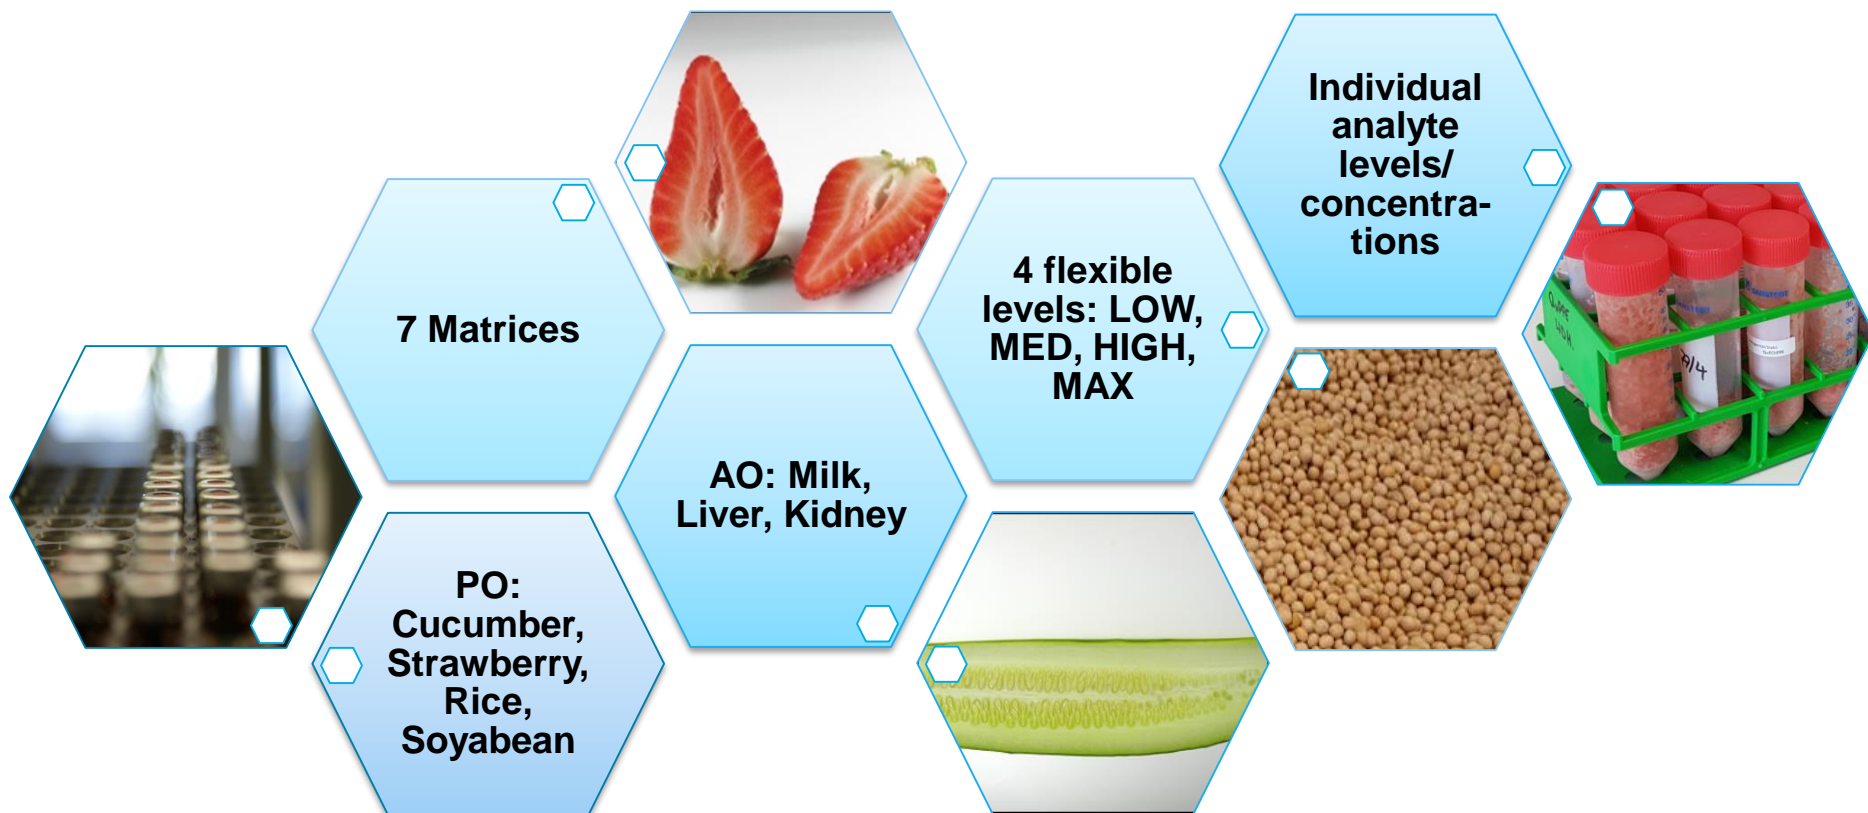 7 Matrices
PO:
Cucumber,
Strawberry,
Rice,
Soyabean
AO: Milk,
Liver, Kidney
4 flexible
levels: LOW,
MED, HIGH,
MAX
Individual
analyte
levels/
concentra-
tions
QuPPe